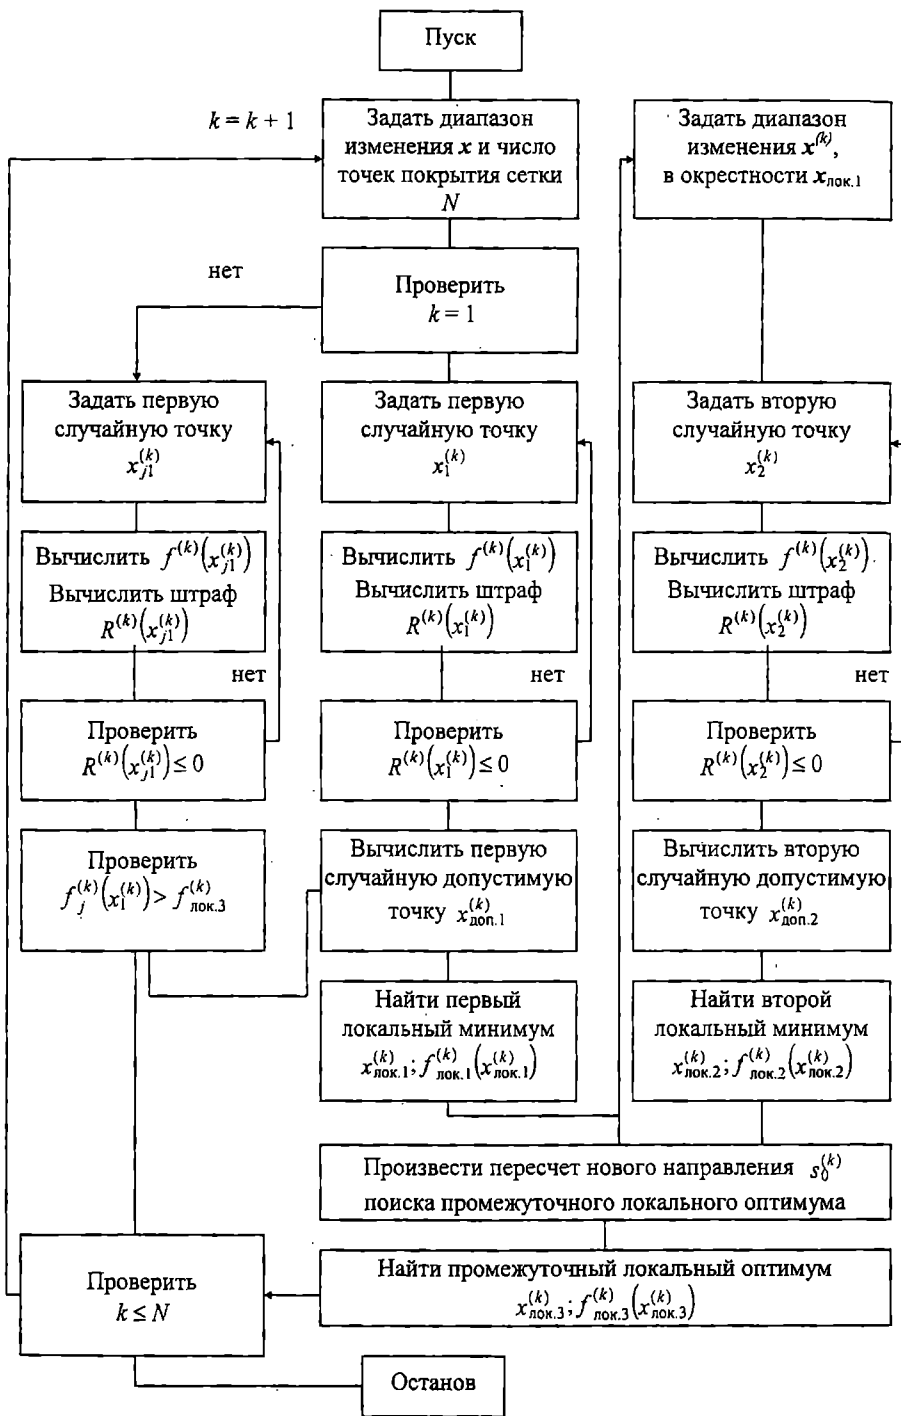 Пуск
k = k + 1
Задать диапазон
изменения x и число
точек покрытия сетки
N
Задать диапазон
изменения x^(k),
в окрестности x_лок.1
нет
Проверить
k = 1
Задать первую
случайную точку
x_j1^(k)
Задать первую
случайную точку
x_1^(k)
Задать вторую
случайную точку
x_2^(k)
Вычислить f^(k)(x_j1^(k))
Вычислить штраф
R^(k)(x_j1^(k))
Вычислить f^(k)(x_1^(k))
Вычислить штраф
R^(k)(x_1^(k))
Вычислить f^(k)(x_2^(k))
Вычислить штраф
R^(k)(x_2^(k))
нет
нет
нет
Проверить
R^(k)(x_j1^(k)) ≤ 0
Проверить
R^(k)(x_1^(k)) ≤ 0
Проверить
R^(k)(x_2^(k)) ≤ 0
Проверить
f_j^(k)(x_1^(k)) > f_лок.3^(k)
Вычислить первую
случайную допустимую
точку x_доп.1^(k)
Вычислить вторую
случайную допустимую
точку x_доп.2^(k)
Найти первый
локальный минимум
x_лок.1^(k); f_лок.1^(k)(x_лок.1^(k))
Найти второй
локальный минимум
x_лок.2^(k); f_лок.2^(k)(x_лок.2^(k))
Произвести пересчет нового направления s_0^(k)
поиска промежуточного локального оптимума
Проверить
k ≤ N
Найти промежуточный локальный оптимум
x_лок.3^(k); f_лок.3^(k)(x_лок.3^(k))
Останов